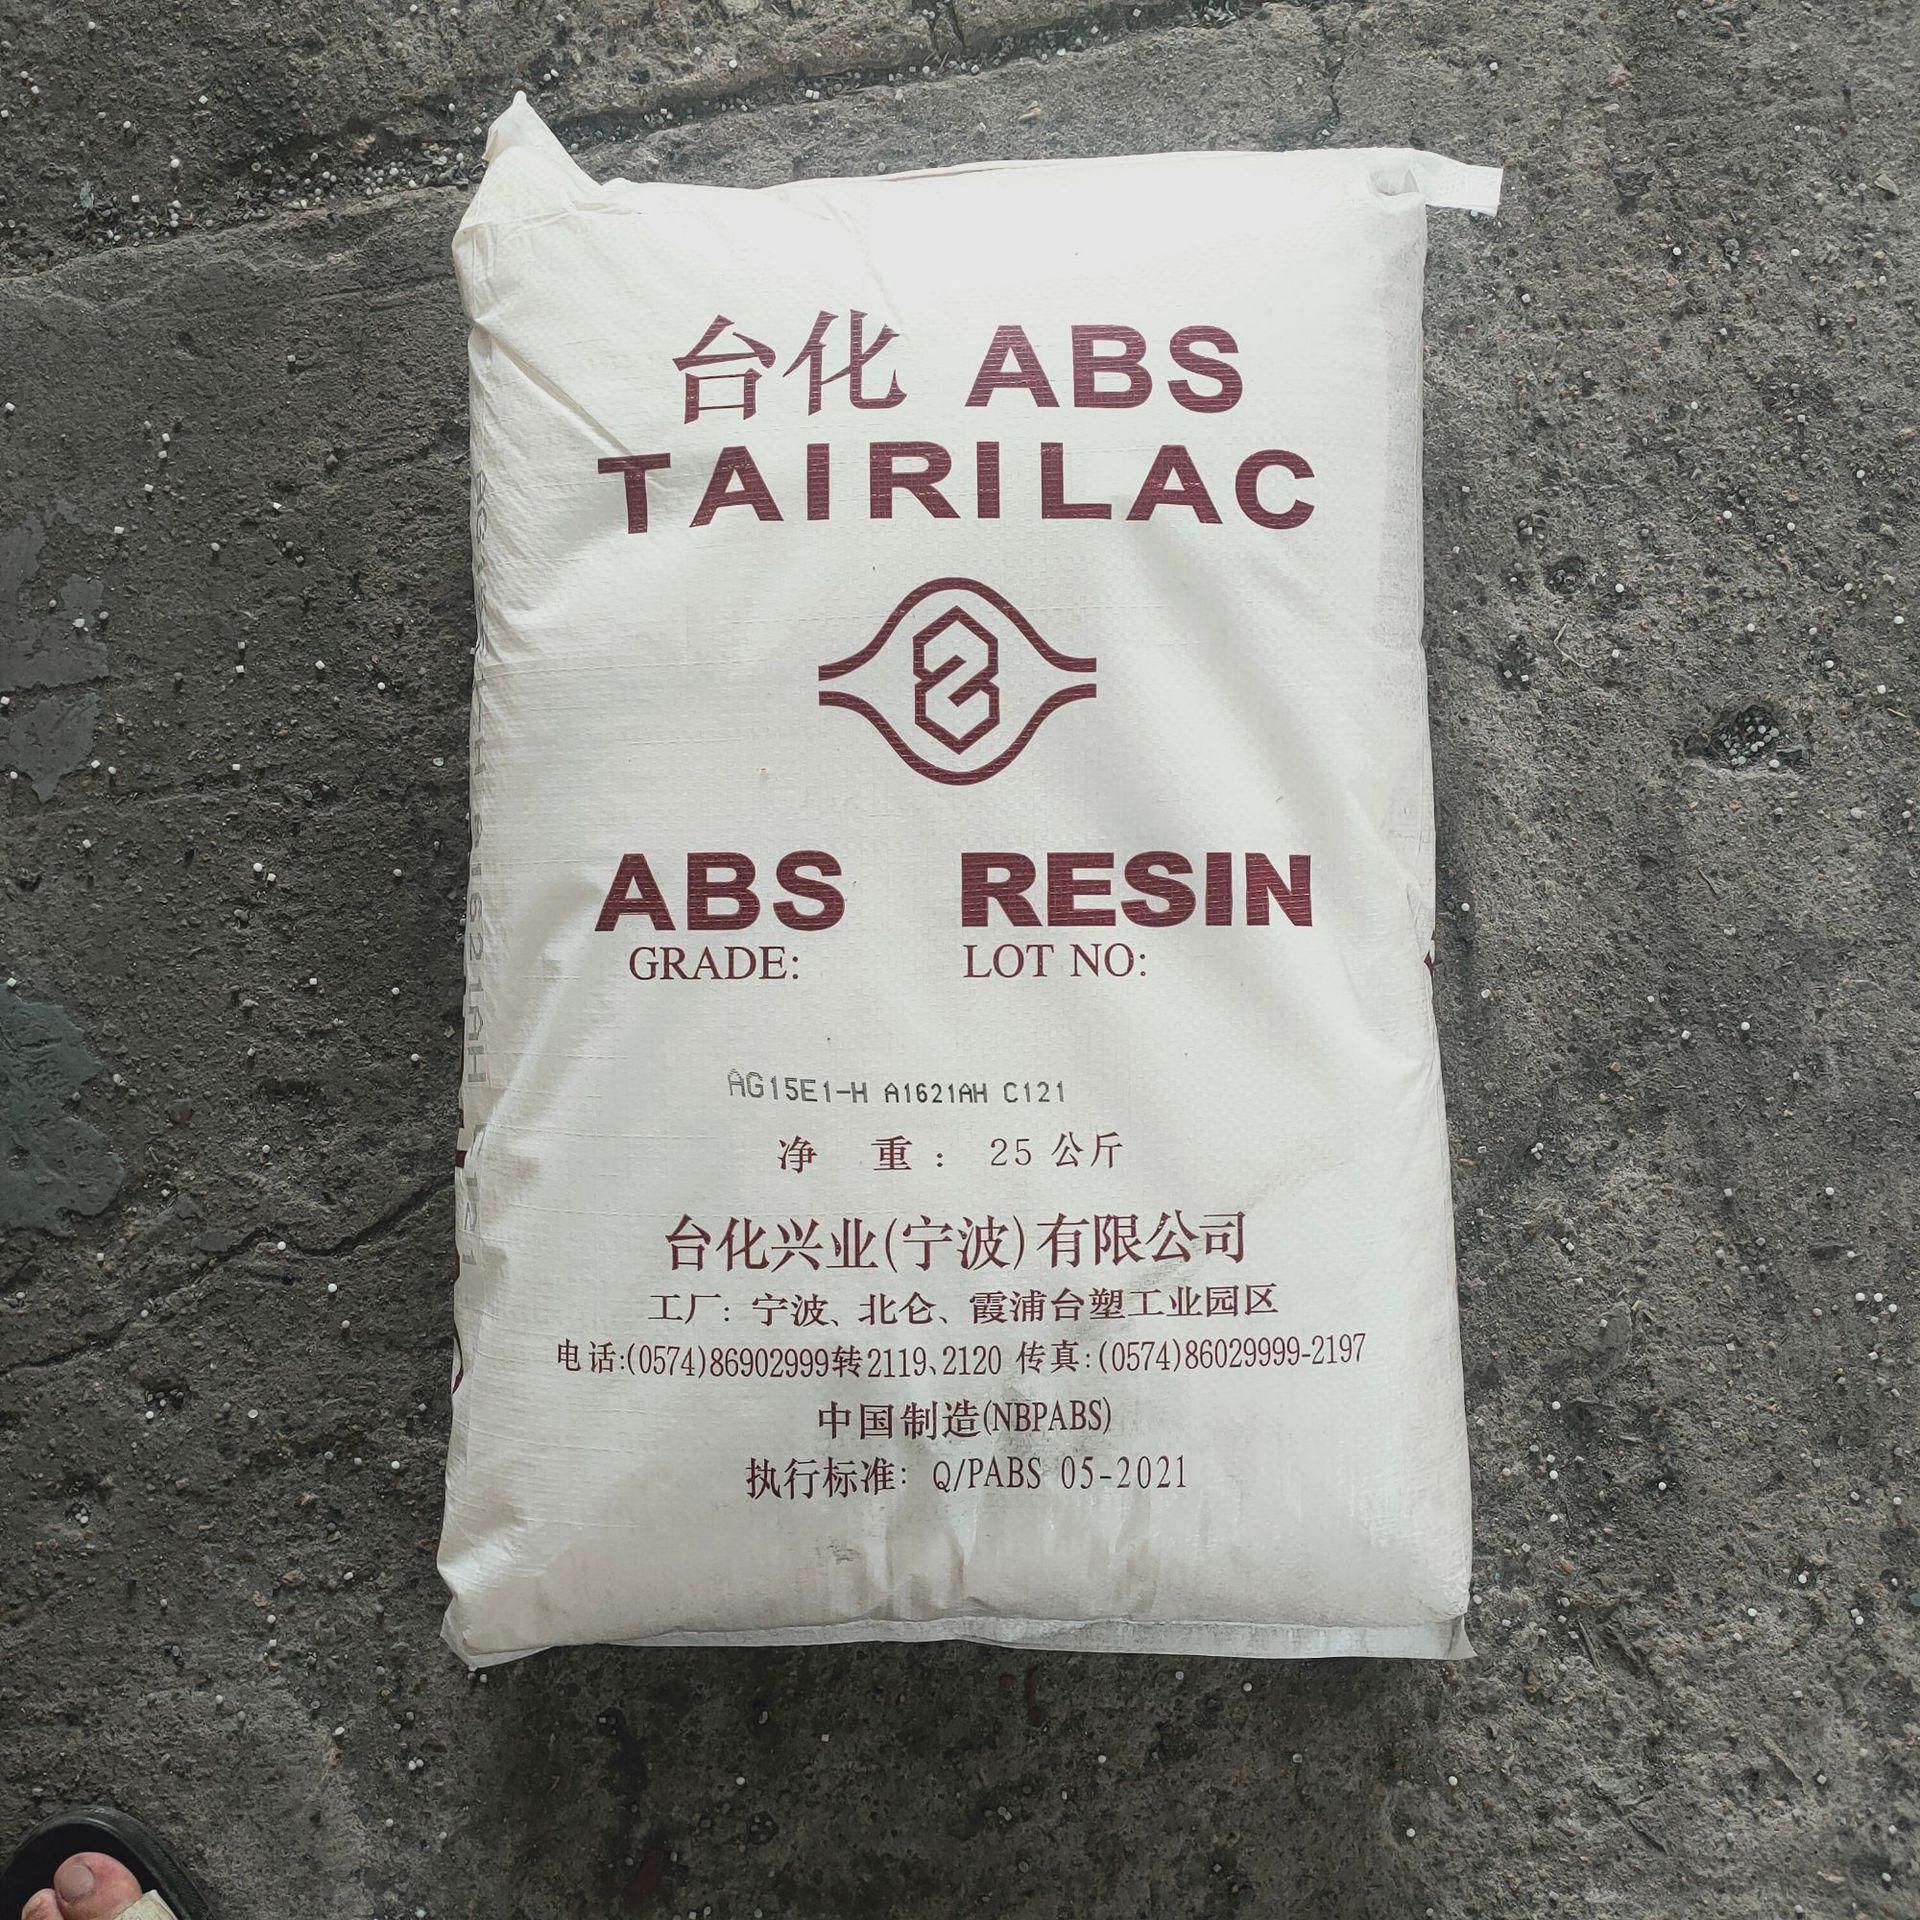 台化 ABS
TAIRILAC
ABS RESIN
GRADE: LOT NO:
AG15E1-H A1621AH C121
净 重： 25 公斤
台化兴业(宁波)有限公司
工厂：宁波、北仑、霞浦台塑工业园区
电话:(0574)86902999转2119、2120 传真:(0574)86029999-2197
中国制造(NBPABS)
执行标准：Q/PABS 05-2021